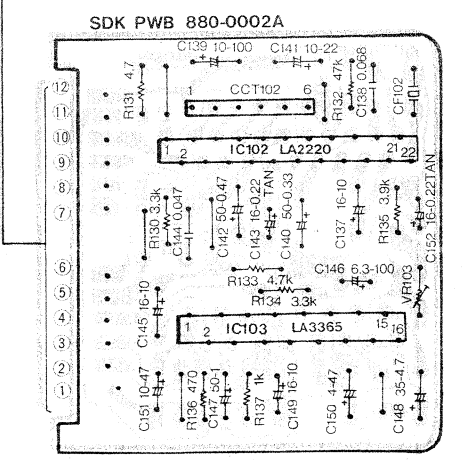 SDK PWB 880-0002A
C139 10-100
C141 10-22
R131 4.7
CCT102
1
6
R132 47k
C138 0.068
CF102
12
11
10
9
8
7
6
5
4
3
2
1
1
2
IC102 LA2220
21
22
R130 3.3k
C144 0.047
C142 50-0.47
C143 16-0.22
TAN
C140 50-0.33
C137 16-10
R135 3.9k
C152 16-0.22TAN
R133 4.7k
R134 3.3k
C146 6.3-100
VR103
C145 16-10
1
2
IC103 LA3365
15
16
C151 10-47
R136 470
C147 50-1
R137 1k
C149 16-10
C150 4-47
C148 35-4.7